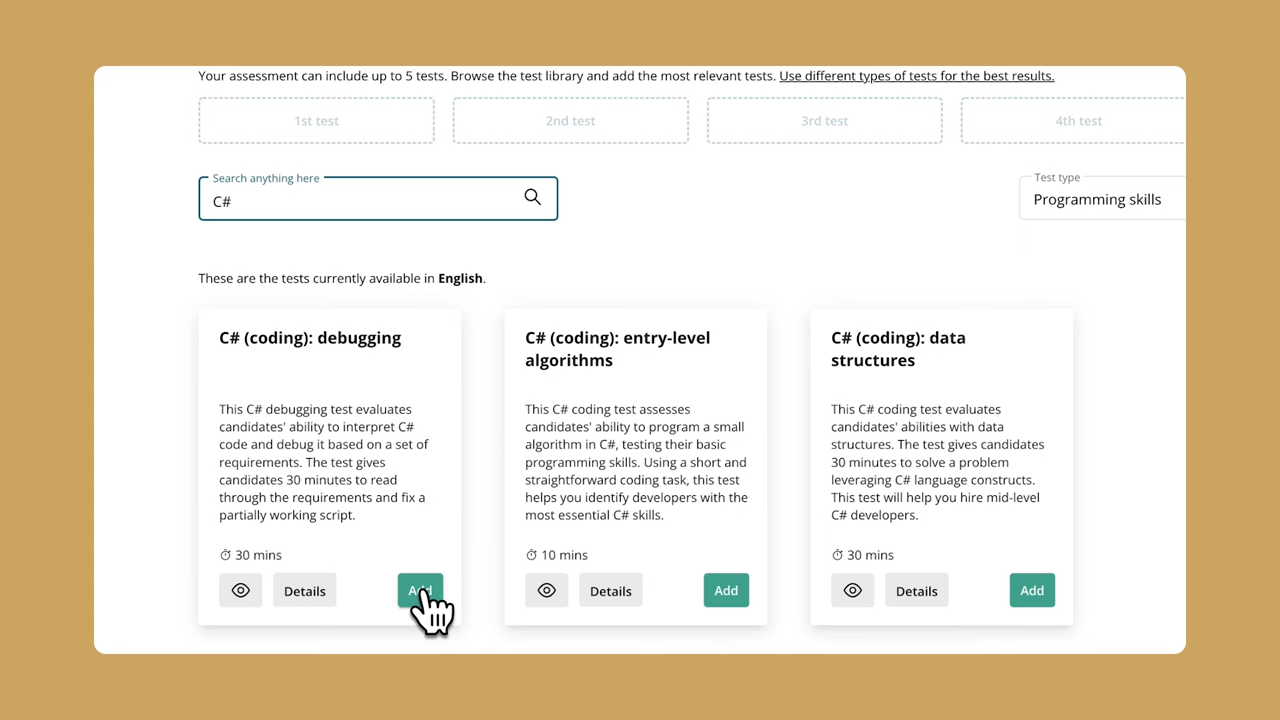 Your assessment can include up to 5 tests. Browse the test library and add the most relevant tests. Use different types of tests for the best results.
1st test
2nd test
3rd test
4th test
Search anything here
C#
Test type
Programming skills
These are the tests currently available in English.
C# (coding): debugging
This C# debugging test evaluates
candidates' ability to interpret C#
code and debug it based on a set of
requirements. The test gives
candidates 30 minutes to read
through the requirements and fix a
partially working script.
30 mins
Details
Add
C# (coding): entry-level
algorithms
This C# coding test assesses
candidates' ability to program a small
algorithm in C#, testing their basic
programming skills. Using a short and
straightforward coding task, this test
helps you identify developers with the
most essential C# skills.
10 mins
Details
Add
C# (coding): data
structures
This C# coding test evaluates
candidates' abilities with data
structures. The test gives candidates
30 minutes to solve a problem
leveraging C# language constructs.
This test will help you hire mid-level
C# developers.
30 mins
Details
Add